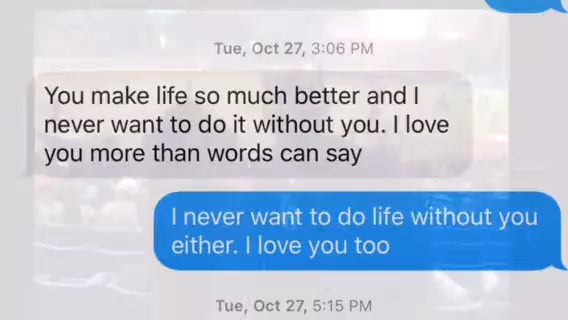 Tue, Oct 27, 3:06 PM
You make life so much better and I
never want to do it without you. I love
you more than words can say
I never want to do life without you
either. I love you too
Tue, Oct 27, 5:15 PM